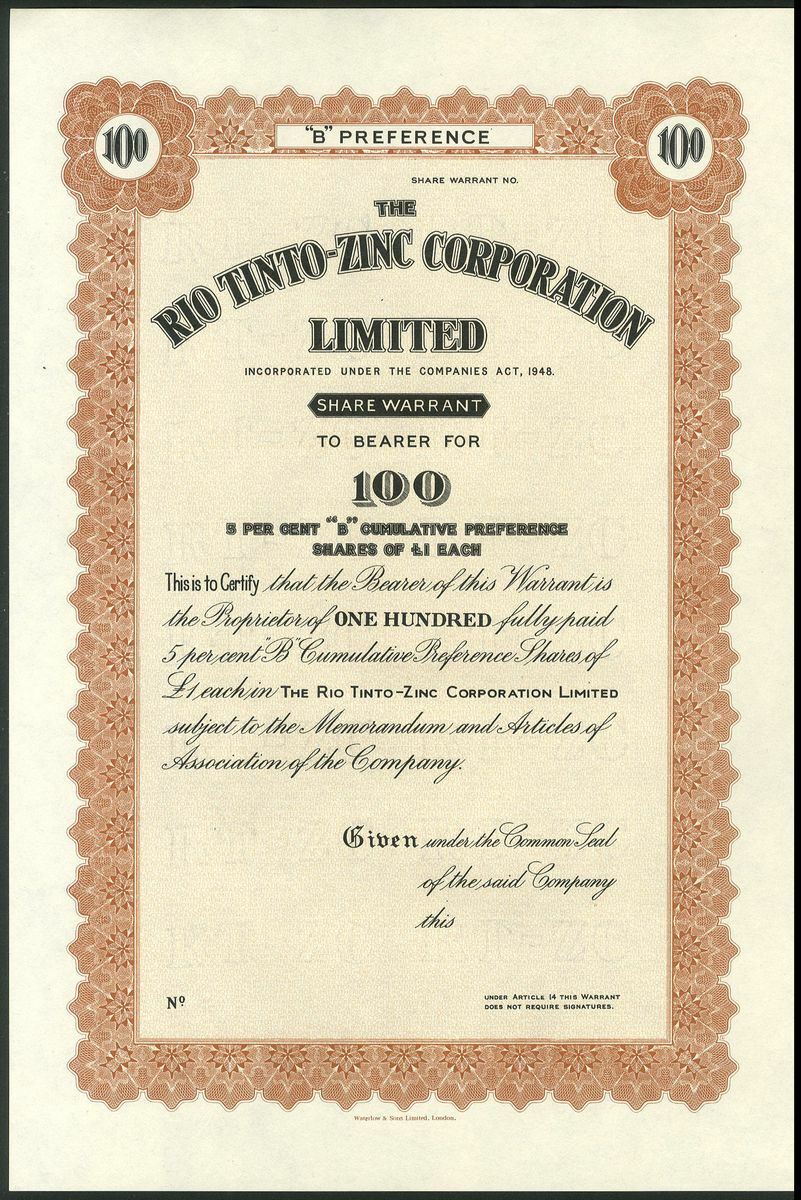 "B" PREFERENCE
100
100
SHARE WARRANT NO.
THE
RIO TINTO-ZINC CORPORATION
LIMITED
INCORPORATED UNDER THE COMPANIES ACT, 1948.
SHARE WARRANT
TO BEARER FOR
100
5 PER CENT "B" CUMULATIVE PREFERENCE
SHARES OF £1 EACH
This is to Certify that the Bearer of this Warrant is
the Proprietor of ONE HUNDRED fully paid
5 per cent "B" Cumulative Preference Shares of
£1 each in THE RIO TINTO-ZINC CORPORATION LIMITED
subject to the Memorandum and Articles of
Association of the Company.
Given under the Common Seal
of the said Company
this
Nº
UNDER ARTICLE 14 THIS WARRANT
DOES NOT REQUIRE SIGNATURES.
Waterlow & Sons Limited, London.